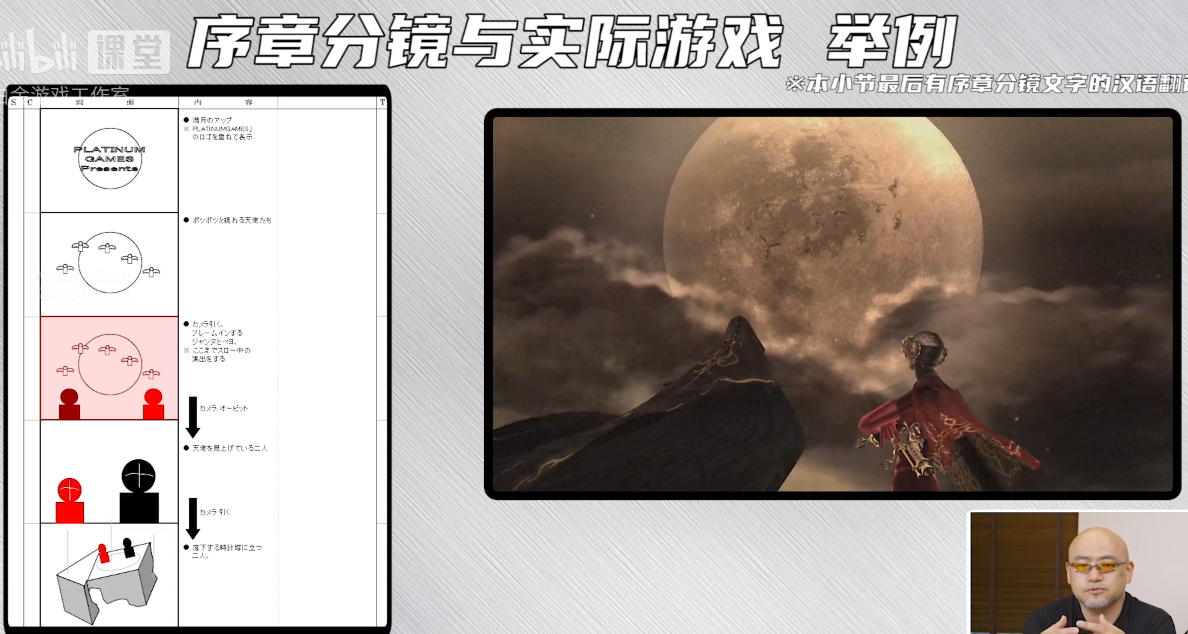 序章分镜与实际游戏 举例
bilibili 课堂
金游戏工作室
※本小节最后有序章分镜文字的汉语翻译
S C 画 面 内 容 T
PLATINUM
GAMES
Presents
● 満月のアップ
※ PLATINUMGAMES」
のロゴを重ねて表示
● ポツポツと現れる天使たち
● カメラ引く。
フレームインする
ジャンヌとベヨ。
※ ここまでスロー中の
演出をする
カメラ オービット
● 天使を見上げている二人
カメラ 引く
● 落下する時計塔に立つ
二人。